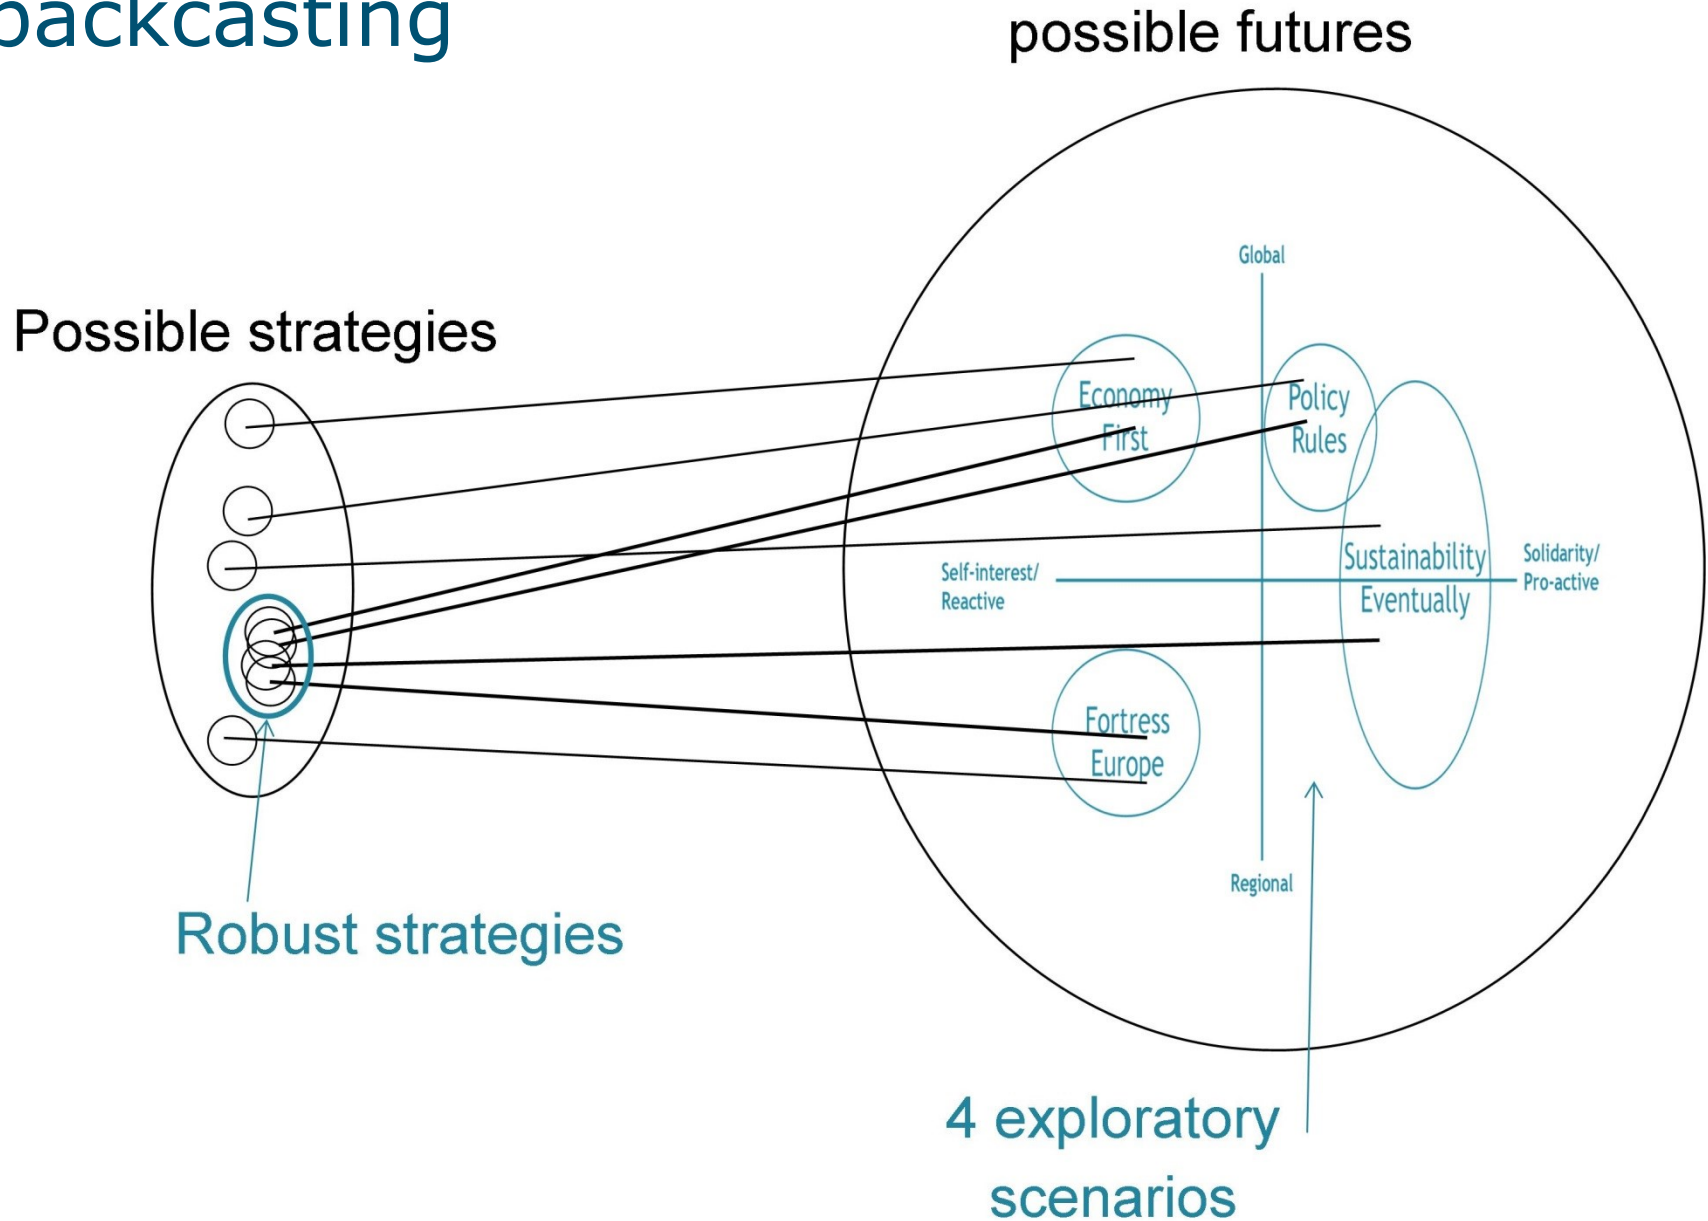 backcasting
possible futures
Possible strategies
Global
Economy
First
Policy
Rules
Self-interest/
Reactive
Sustainability
Eventually
Solidarity/
Pro-active
Fortress
Europe
Regional
Robust strategies
4 exploratory
scenarios